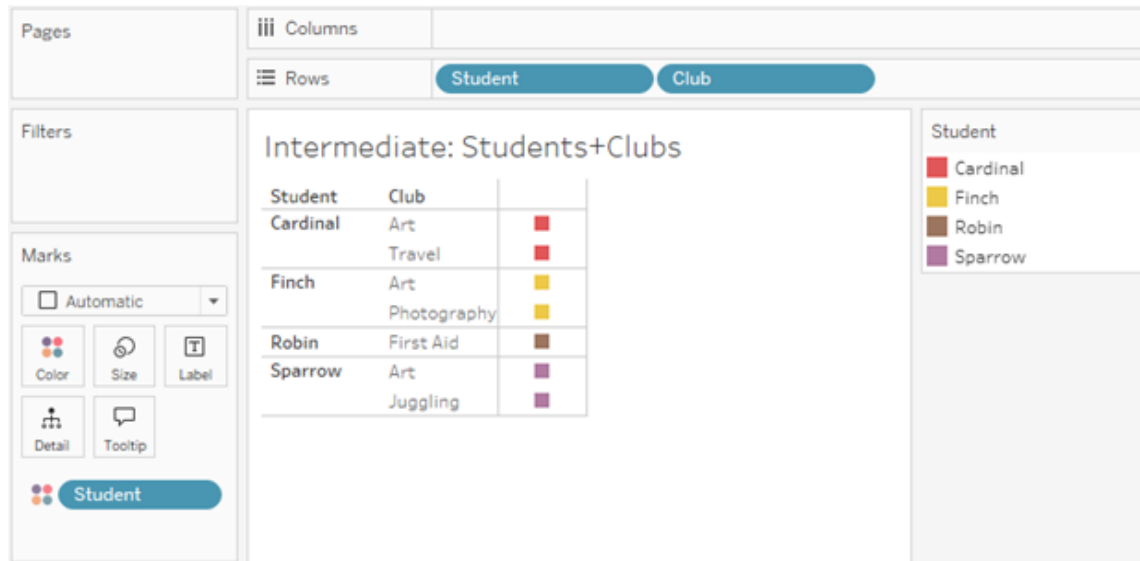 Pages
Columns
Rows Student Club
Filters
Intermediate: Students+Clubs
Student Club
Cardinal Art
Travel
Finch Art
Photography
Robin First Aid
Sparrow Art
Juggling
Student
Cardinal
Finch
Robin
Sparrow
Marks
Automatic
Color Size T Label
Detail Tooltip
Student